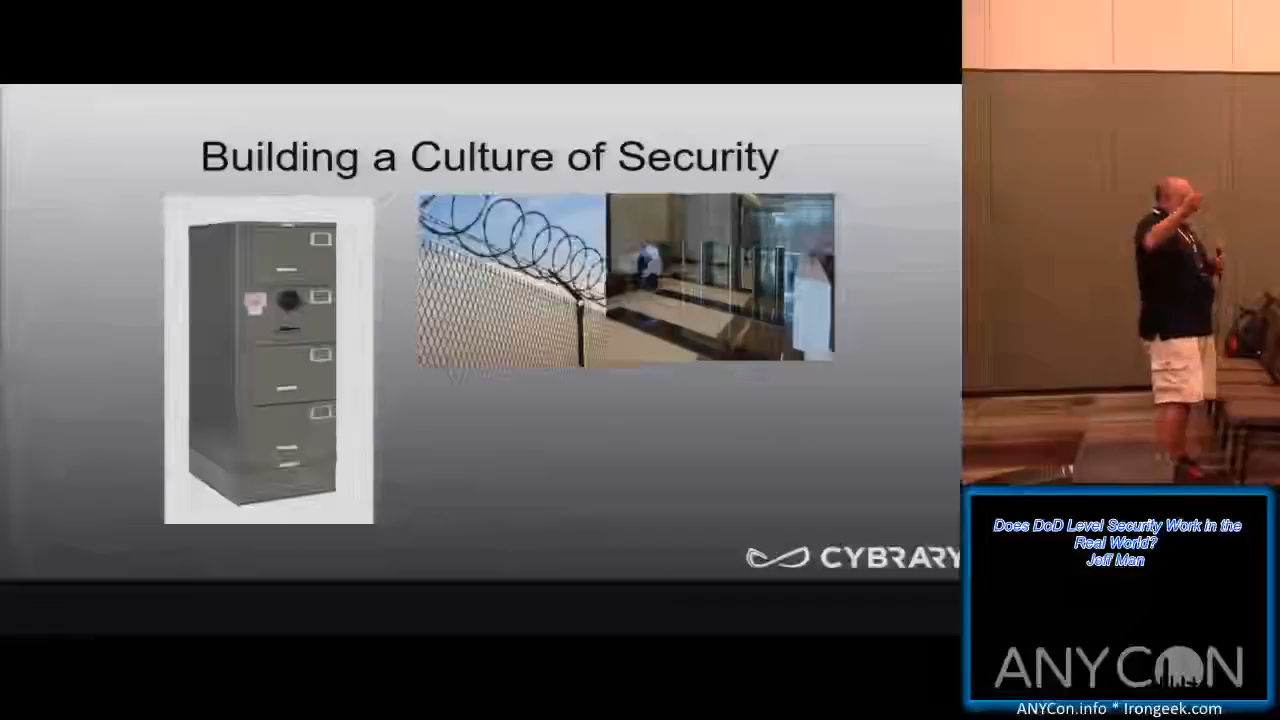 Building a Culture of Security
CYBRARY
Does DoD Level Security Work in the
Real World?
Jeff Man
ANYCON
ANYCon.info * Irongeek.com